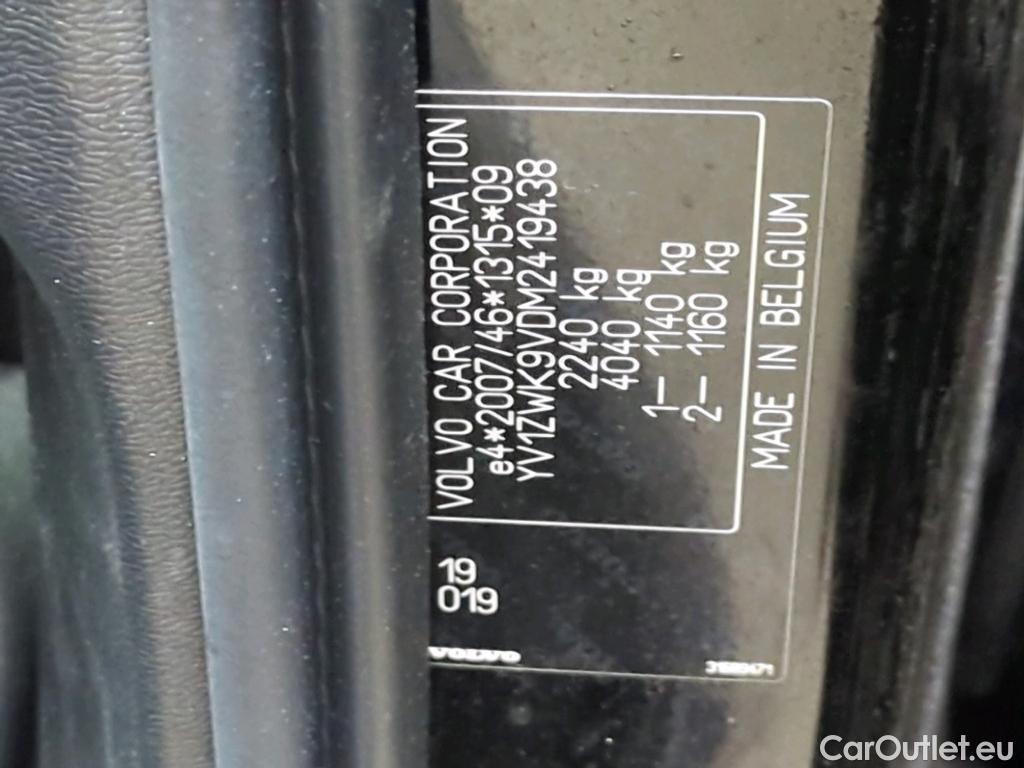 VOLVO CAR CORPORATION
e4*2007/46*1315*09
YV1ZWK9VDM2419438
2240 kg
4040 kg
1– 1140 kg
2– 1160 kg
MADE IN BELGIUM
19
019
VOLVO
CarOutlet.eu